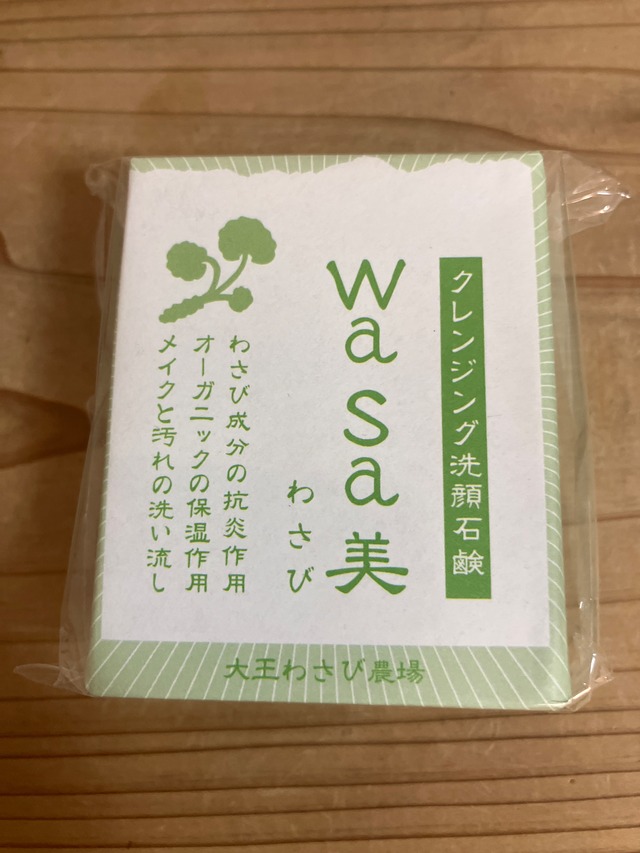 クレンジング洗顔石鹸
wasa美
わさび
わさび成分の抗炎作用
オーガニックの保湿作用
メイクと汚れの洗い流し
大王わさび農場